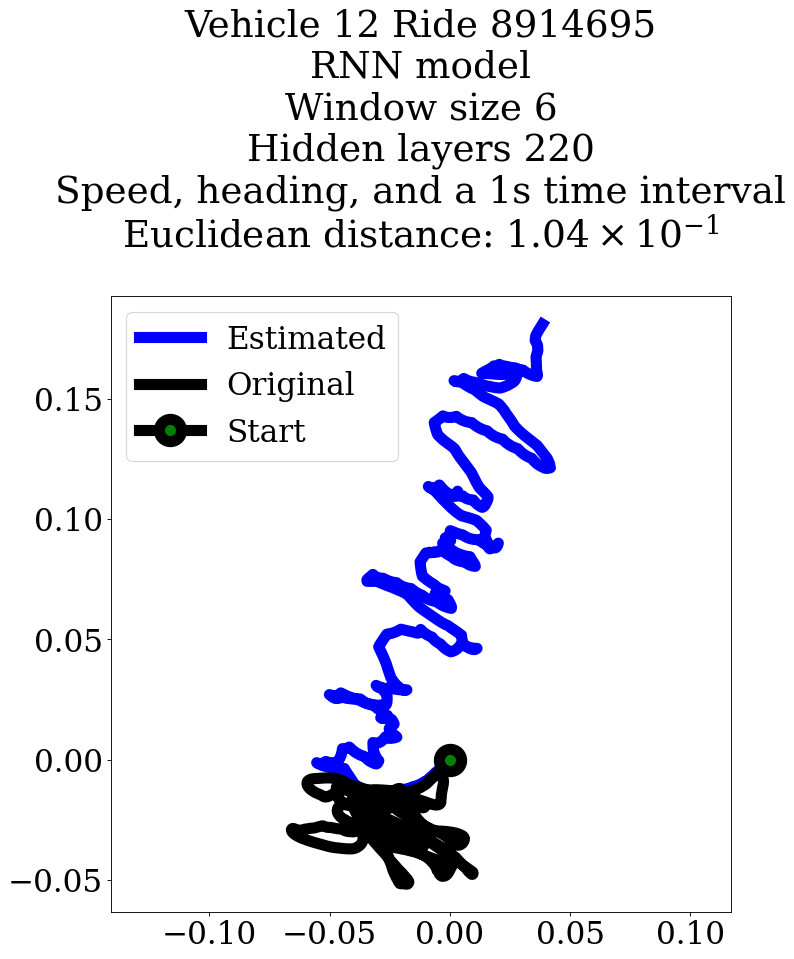 Vehicle 12 Ride 8914695
RNN model
Window size 6
Hidden layers 220
Speed, heading, and a 1s time interval
Euclidean distance: 1.04 × 10⁻¹
Estimated
Original
Start
0.15
0.10
0.05
0.00
−0.05
−0.10 −0.05 0.00 0.05 0.10